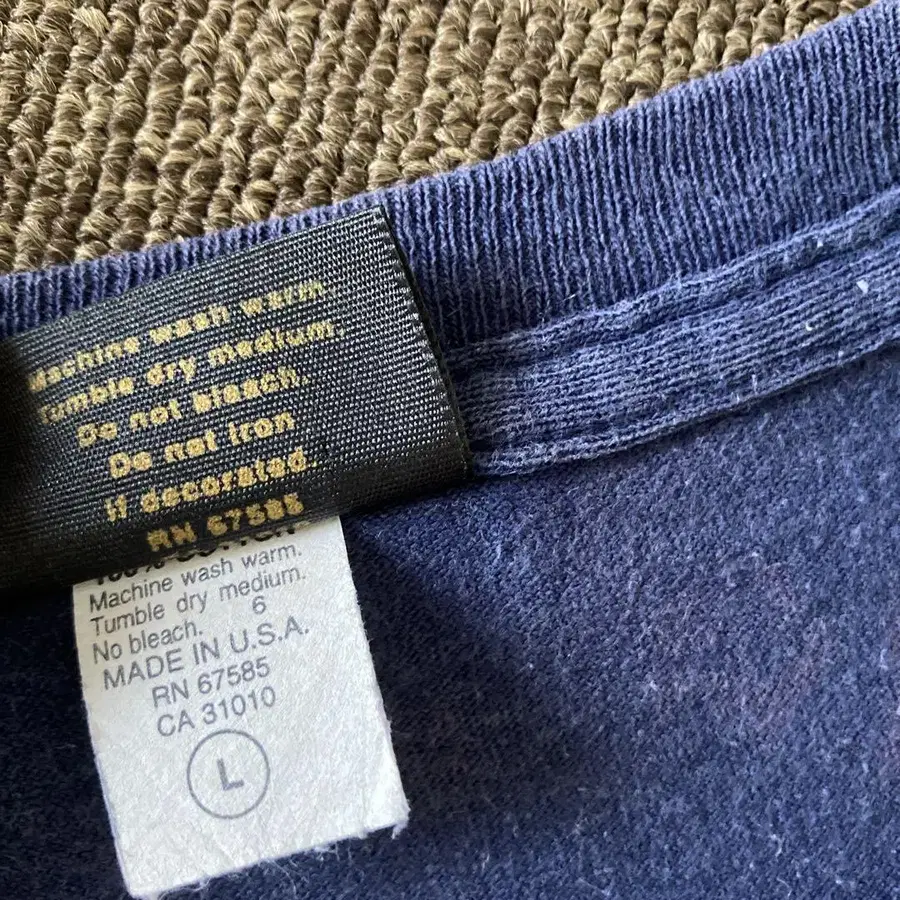 Machine wash warm.
Tumble dry medium.
Do not bleach.
Do not iron
if decorated.
RN 67585
Machine wash warm.
Tumble dry medium.
No bleach. 6
MADE IN U.S.A.
RN 67585
CA 31010
L